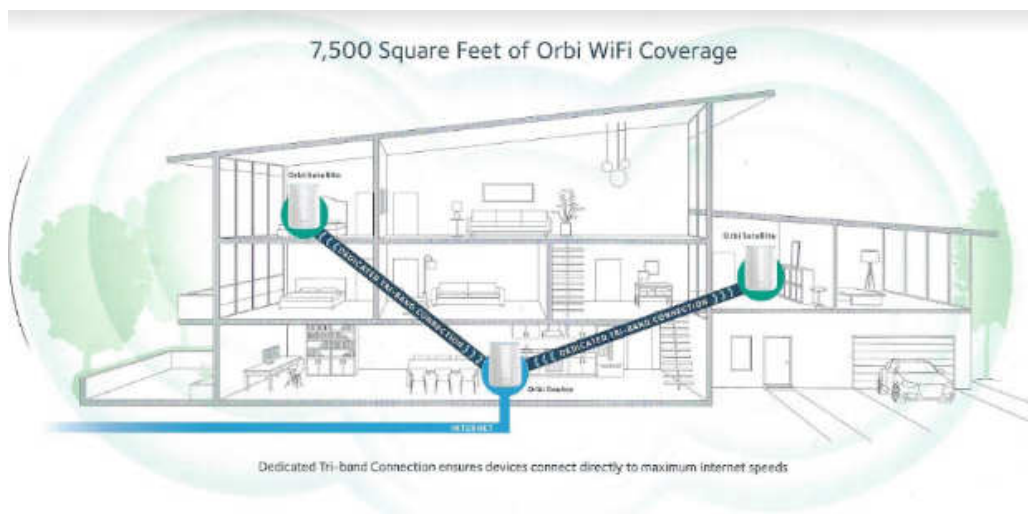 7,500 Square Feet of Orbi WiFi Coverage
Orbi Satellite
Orbi Satellite
DEDICATED TRI-BAND CONNECTION
DEDICATED TRI-BAND CONNECTION
Orbi Router
INTERNET
Dedicated Tri-band Connection ensures devices connect directly to maximum internet speeds